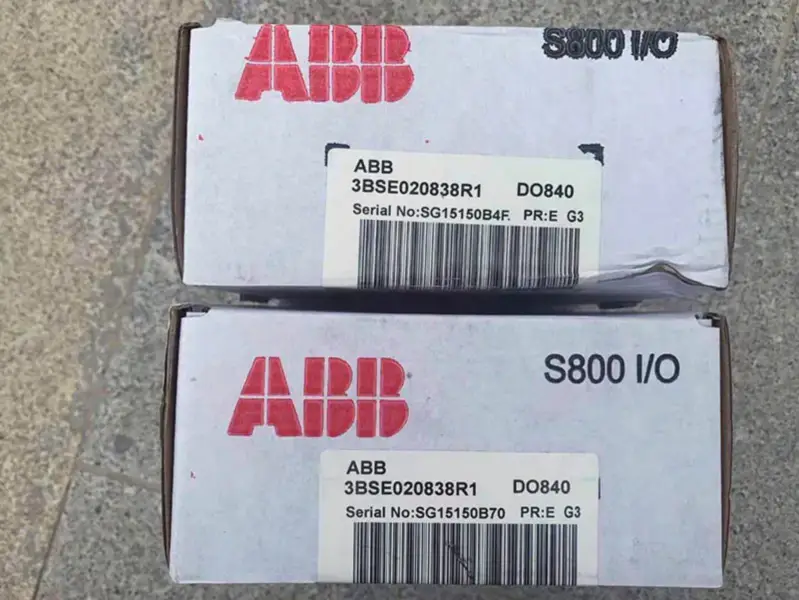 ABB
S800 I/O
ABB
3BSE020838R1 DO840
Serial No:SG15150B4F. PR:E G3
ABB
S800 I/O
ABB
3BSE020838R1 DO840
Serial No:SG15150B70 PR:E G3